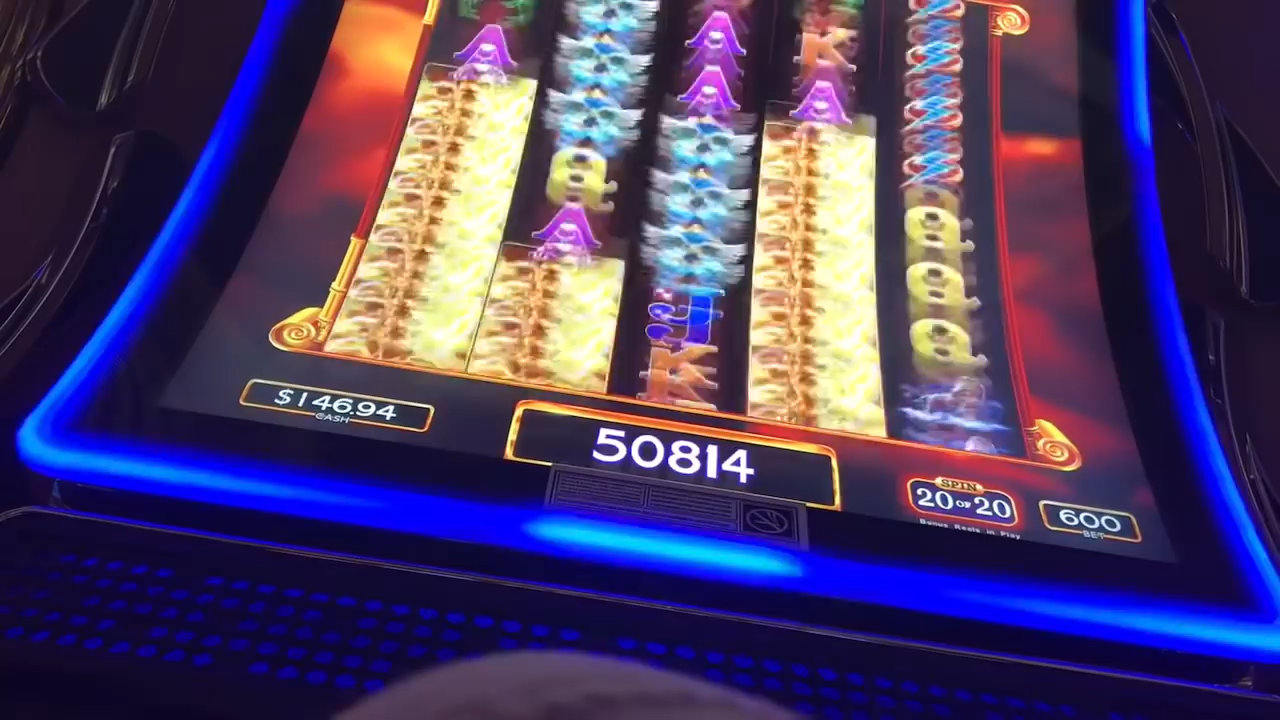 A
A
A
K
A
Q
A
J
K
Q
Q
Q
$146.94
CASH
50814
SPIN
20 OF 20
Bonus Reels in Play
600
BET